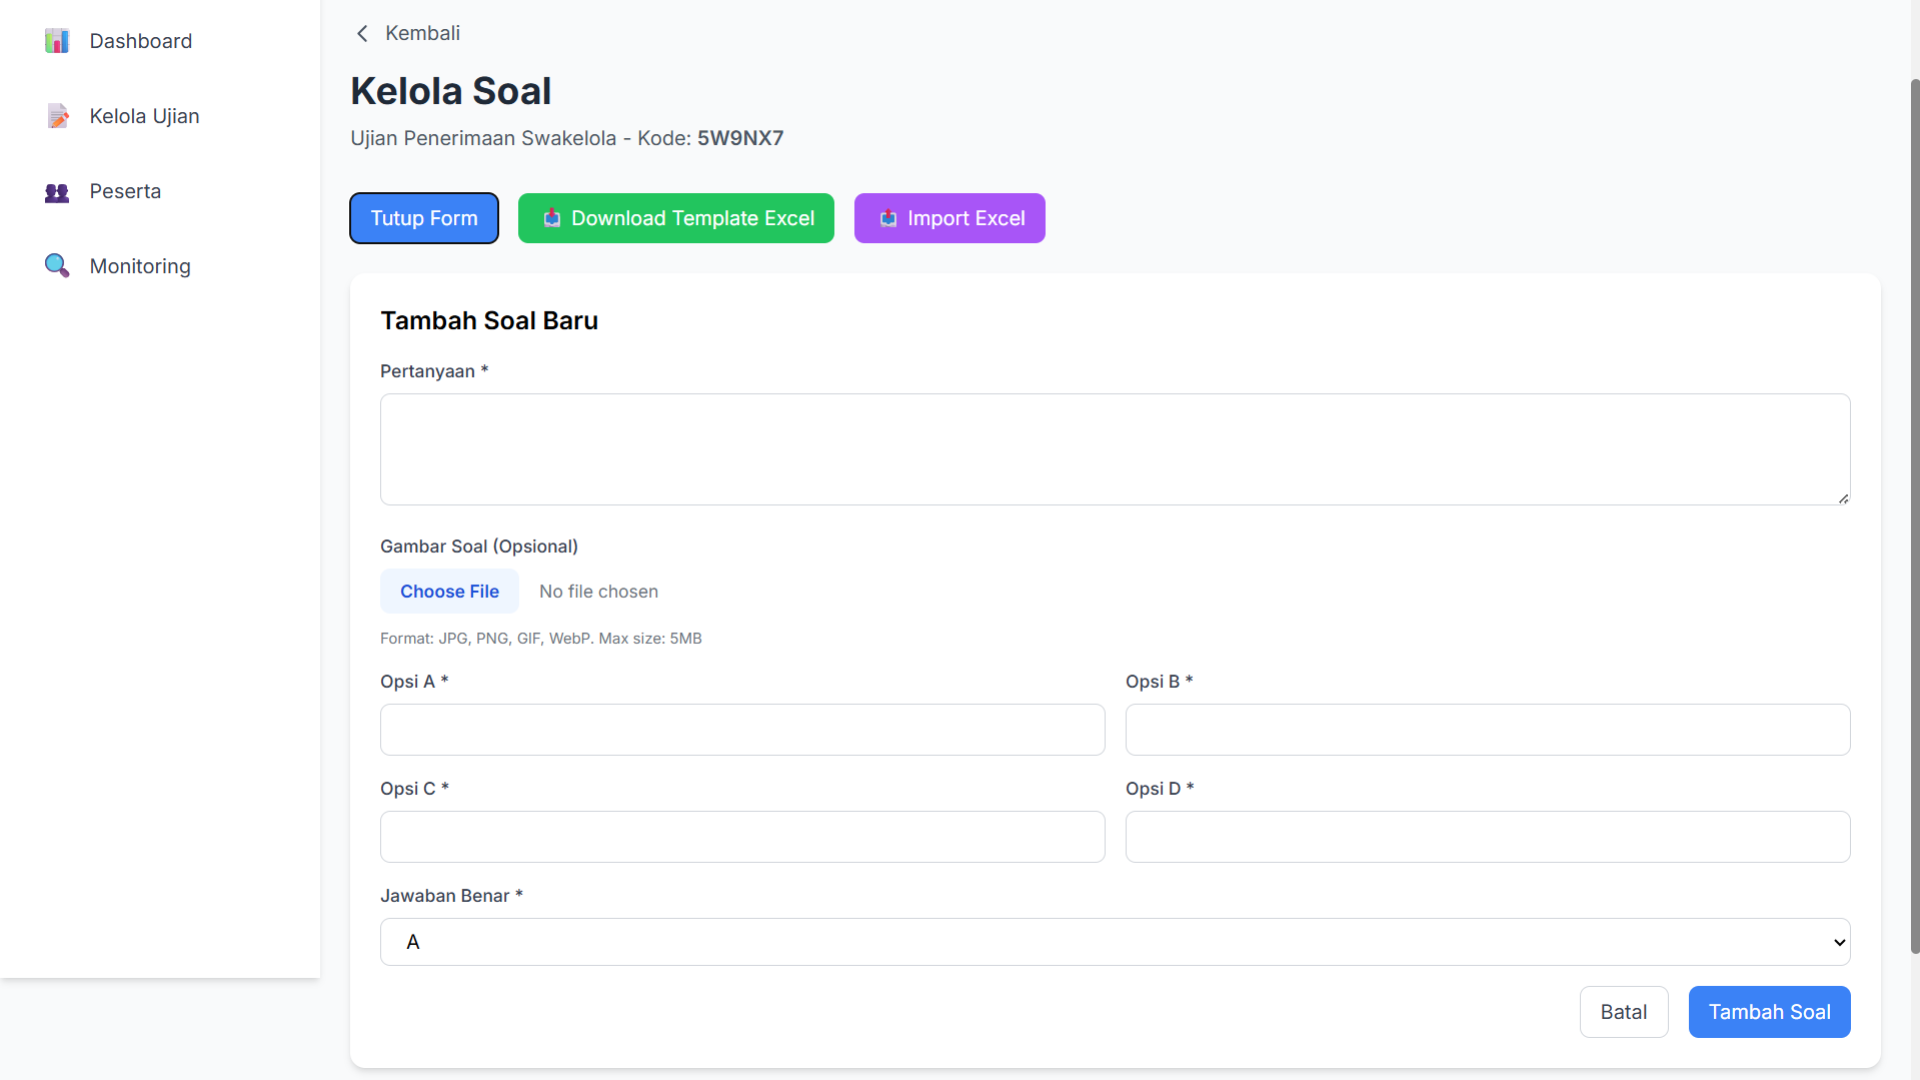 Dashboard
Kelola Ujian
Peserta
Monitoring
Kembali
Kelola Soal
Ujian Penerimaan Swakelola - Kode: 5W9NX7
Tutup Form
Download Template Excel
Import Excel
Tambah Soal Baru
Pertanyaan *
Gambar Soal (Opsional)
Choose File No file chosen
Format: JPG, PNG, GIF, WebP. Max size: 5MB
Opsi A *
Opsi B *
Opsi C *
Opsi D *
Jawaban Benar *
A
Batal
Tambah Soal